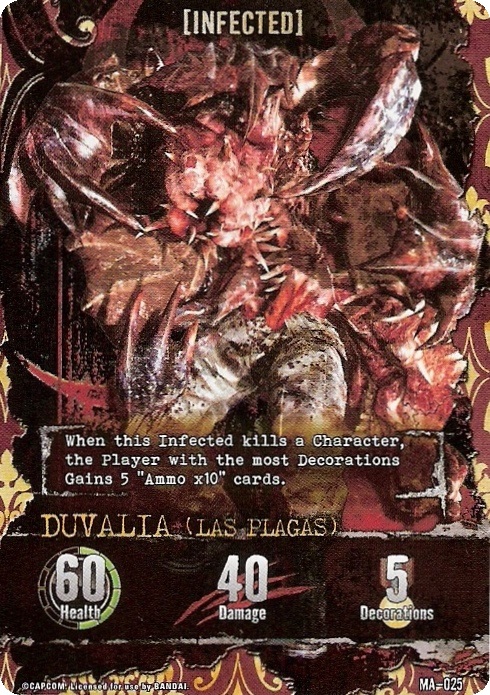 [INFECTED]
When this Infected kills a Character,
the Player with the most Decorations
Gains 5 "Ammo x10" cards.
DUVALIA (LAS PLAGAS)
60
Health
40
Damage
5
Decorations
©CAPCOM. Licensed for use by BANDAI.
MA-025